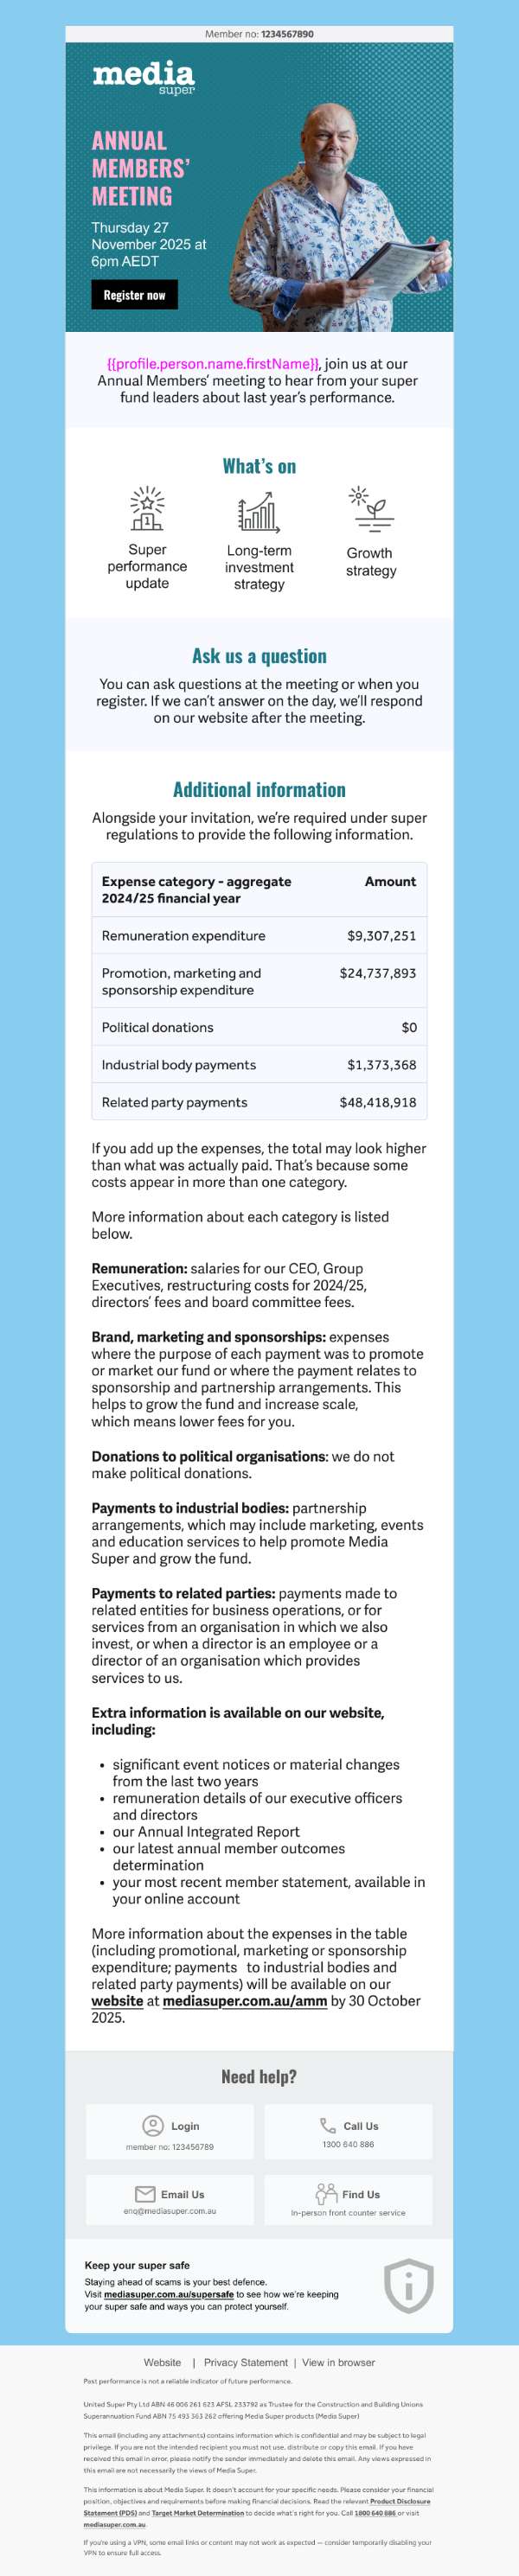 Member no: 1234567890
media
super
ANNUAL
MEMBERS'
MEETING
Thursday 27
November 2025 at
6pm AEDT
Register now
{{profile.person.name.firstName}}, join us at our
Annual Members' meeting to hear from your super
fund leaders about last year's performance.
What's on
Super
performance
update
Long-term
investment
strategy
Growth
strategy
Ask us a question
You can ask questions at the meeting or when you
register. If we can't answer on the day, we'll respond
on our website after the meeting.
Additional information
Alongside your invitation, we're required under super
regulations to provide the following information.
Expense category - aggregate Amount
2024/25 financial year
Remuneration expenditure $9,307,251
Promotion, marketing and $24,737,893
sponsorship expenditure
Political donations $0
Industrial body payments $1,373,368
Related party payments $48,418,918
If you add up the expenses, the total may look higher
than what was actually paid. That's because some
costs appear in more than one category.
More information about each category is listed
below.
Remuneration: salaries for our CEO, Group
Executives, restructuring costs for 2024/25,
directors' fees and board committee fees.
Brand, marketing and sponsorships: expenses
where the purpose of each payment was to promote
or market our fund or where the payment relates to
sponsorship and partnership arrangements. This
helps to grow the fund and increase scale,
which means lower fees for you.
Donations to political organisations: we do not
make political donations.
Payments to industrial bodies: partnership
arrangements, which may include marketing, events
and education services to help promote Media
Super and grow the fund.
Payments to related parties: payments made to
related entities for business operations, or for
services from an organisation in which we also
invest, or when a director is an employee or a
director of an organisation which provides
services to us.
Extra information is available on our website,
including:
• significant event notices or material changes
from the last two years
• remuneration details of our executive officers
and directors
• our Annual Integrated Report
• our latest annual member outcomes
determination
• your most recent member statement, available in
your online account
More information about the expenses in the table
(including promotional, marketing or sponsorship
expenditure; payments to industrial bodies and
related party payments) will be available on our
website at mediasuper.com.au/amm by 30 October
2025.
Need help?
Login
member no: 123456789
Call Us
1300 640 886
Email Us
enq@mediasuper.com.au
Find Us
In-person front counter service
Keep your super safe
Staying ahead of scams is your best defence.
Visit mediasuper.com.au/supersafe to see how we're keeping
your super safe and ways you can protect yourself.
Website | Privacy Statement | View in browser
Past performance is not a reliable indicator of future performance.
United Super Pty Ltd ABN 46 006 261 623 AFSL 233792 as Trustee for the Construction and Building Unions
Superannuation Fund ABN 75 493 363 262 offering Media Super products (Media Super)
This email (including any attachments) contains information which is confidential and may be subject to legal
privilege. If you are not the intended recipient you must not use, distribute or copy this email. If you have
received this email in error, please notify the sender immediately and delete this email. Any views expressed in
this email are not necessarily the views of Media Super.
This information is about Media Super. It doesn't account for your specific needs. Please consider your financial
position, objectives and requirements before making financial decisions. Read the relevant Product Disclosure
Statement (PDS) and Target Market Determination to decide what's right for you. Call 1800 640 886 or visit
mediasuper.com.au.
If you're using a VPN, some email links or content may not work as expected — consider temporarily disabling your
VPN to ensure full access.